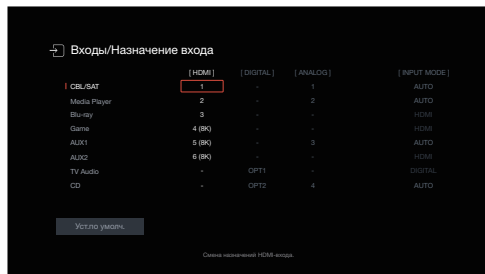 Входы/Назначение входа
[ HDMI ] [ DIGITAL ] [ ANALOG ] [ INPUT MODE ]
CBL/SAT 1 - 1 AUTO
Media Player 2 - 2 AUTO
Blu-ray 3 - - HDMI
Game 4 (8K) - - HDMI
AUX1 5 (8K) - 3 AUTO
AUX2 6 (8K) - - HDMI
TV Audio - OPT1 - DIGITAL
CD - OPT2 4 AUTO
Уст.по умолч.
Смена назначений HDMI-входа.